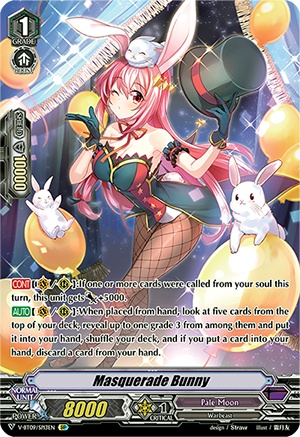 1
GRADE
BOOST
SHIELD
10000
CONT [ / ]:If one or more cards were called from your soul this
turn, this unit gets +5000.
AUTO [ / ]:When placed from hand, look at five cards from the
top of your deck, reveal up to one grade 3 from among them and put
it into your hand, shuffle your deck, and if you put a card into your
hand, discard a card from your hand.
Masquerade Bunny
NORMAL
UNIT
POWER
8000
1
CRITICAL
Pale Moon
Warbeast
design / Strave